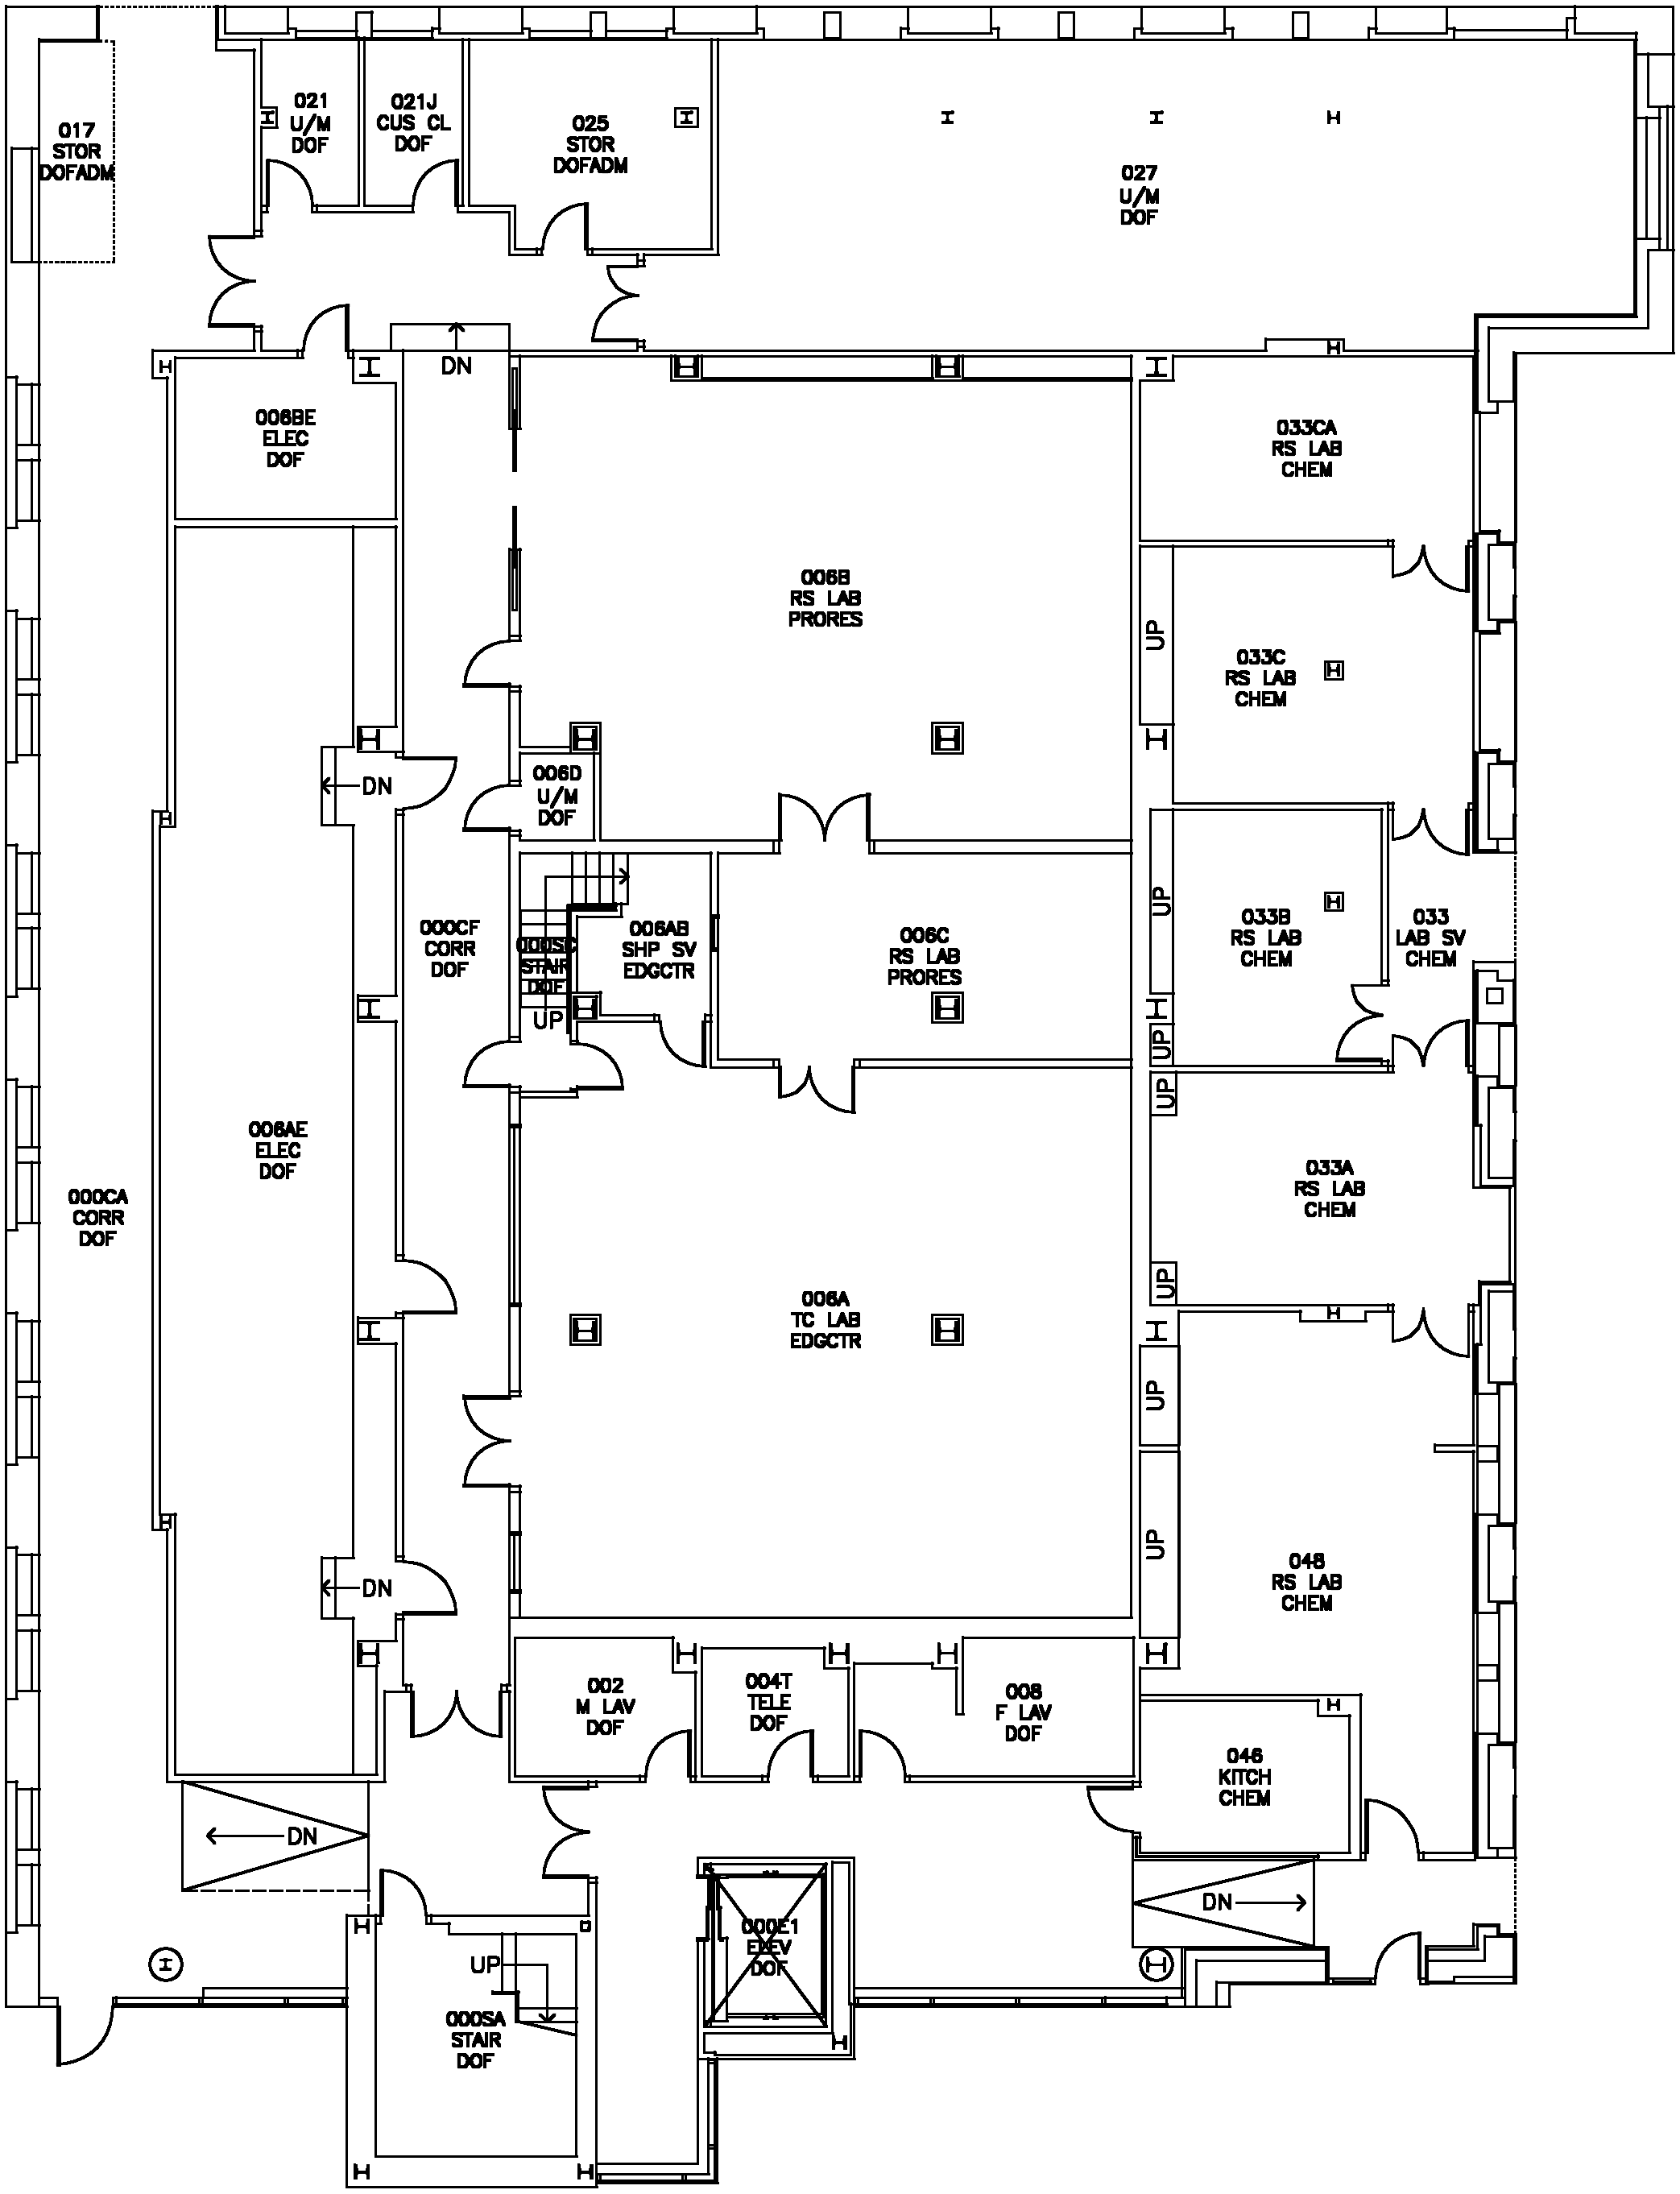 017
STOR
DOFADM
021
U/M
DOF
021J
CUS CL
DOF
025
STOR
DOFADM
027
U/M
DOF
DN
006BE
ELEC
DOF
033CA
RS LAB
CHEM
006B
RS LAB
PRORES
UP
033C
RS LAB
CHEM
DN
006D
U/M
DOF
000CF
CORR
DOF
000SC
STAIR
DOF
UP
006AB
SHP SV
EDGCTR
006C
RS LAB
PRORES
UP
033B
RS LAB
CHEM
033
LAB SV
CHEM
UP
UP
006AE
ELEC
DOF
000CA
CORR
DOF
033A
RS LAB
CHEM
UP
006A
TC LAB
EDGCTR
UP
UP
048
RS LAB
CHEM
DN
002
M LAV
DOF
004T
TELE
DOF
008
F LAV
DOF
046
KITCH
CHEM
DN
DN
000E1
ELEV
DOF
UP
000SA
STAIR
DOF